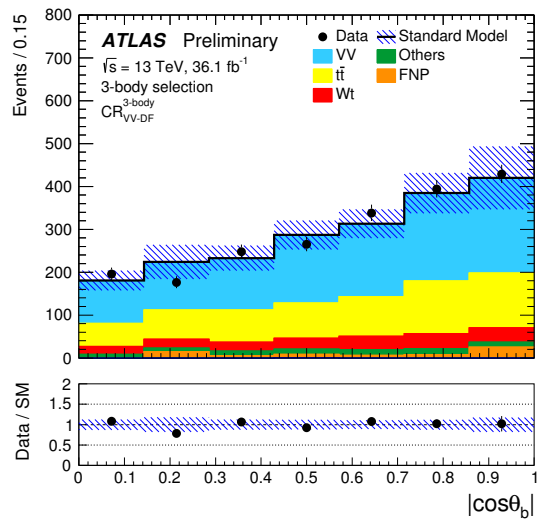 Events / 0.15
800
700
600
500
400
300
200
100
0
ATLAS Preliminary
√s = 13 TeV, 36.1 fb⁻¹
3-body selection
CR^{3-body}_{VV-DF}
Data
Standard Model
VV
Others
tt̄
FNP
Wt
Data / SM
2
1.5
1
0.5
0
0 0.1 0.2 0.3 0.4 0.5 0.6 0.7 0.8 0.9 1
|cosθ_b|